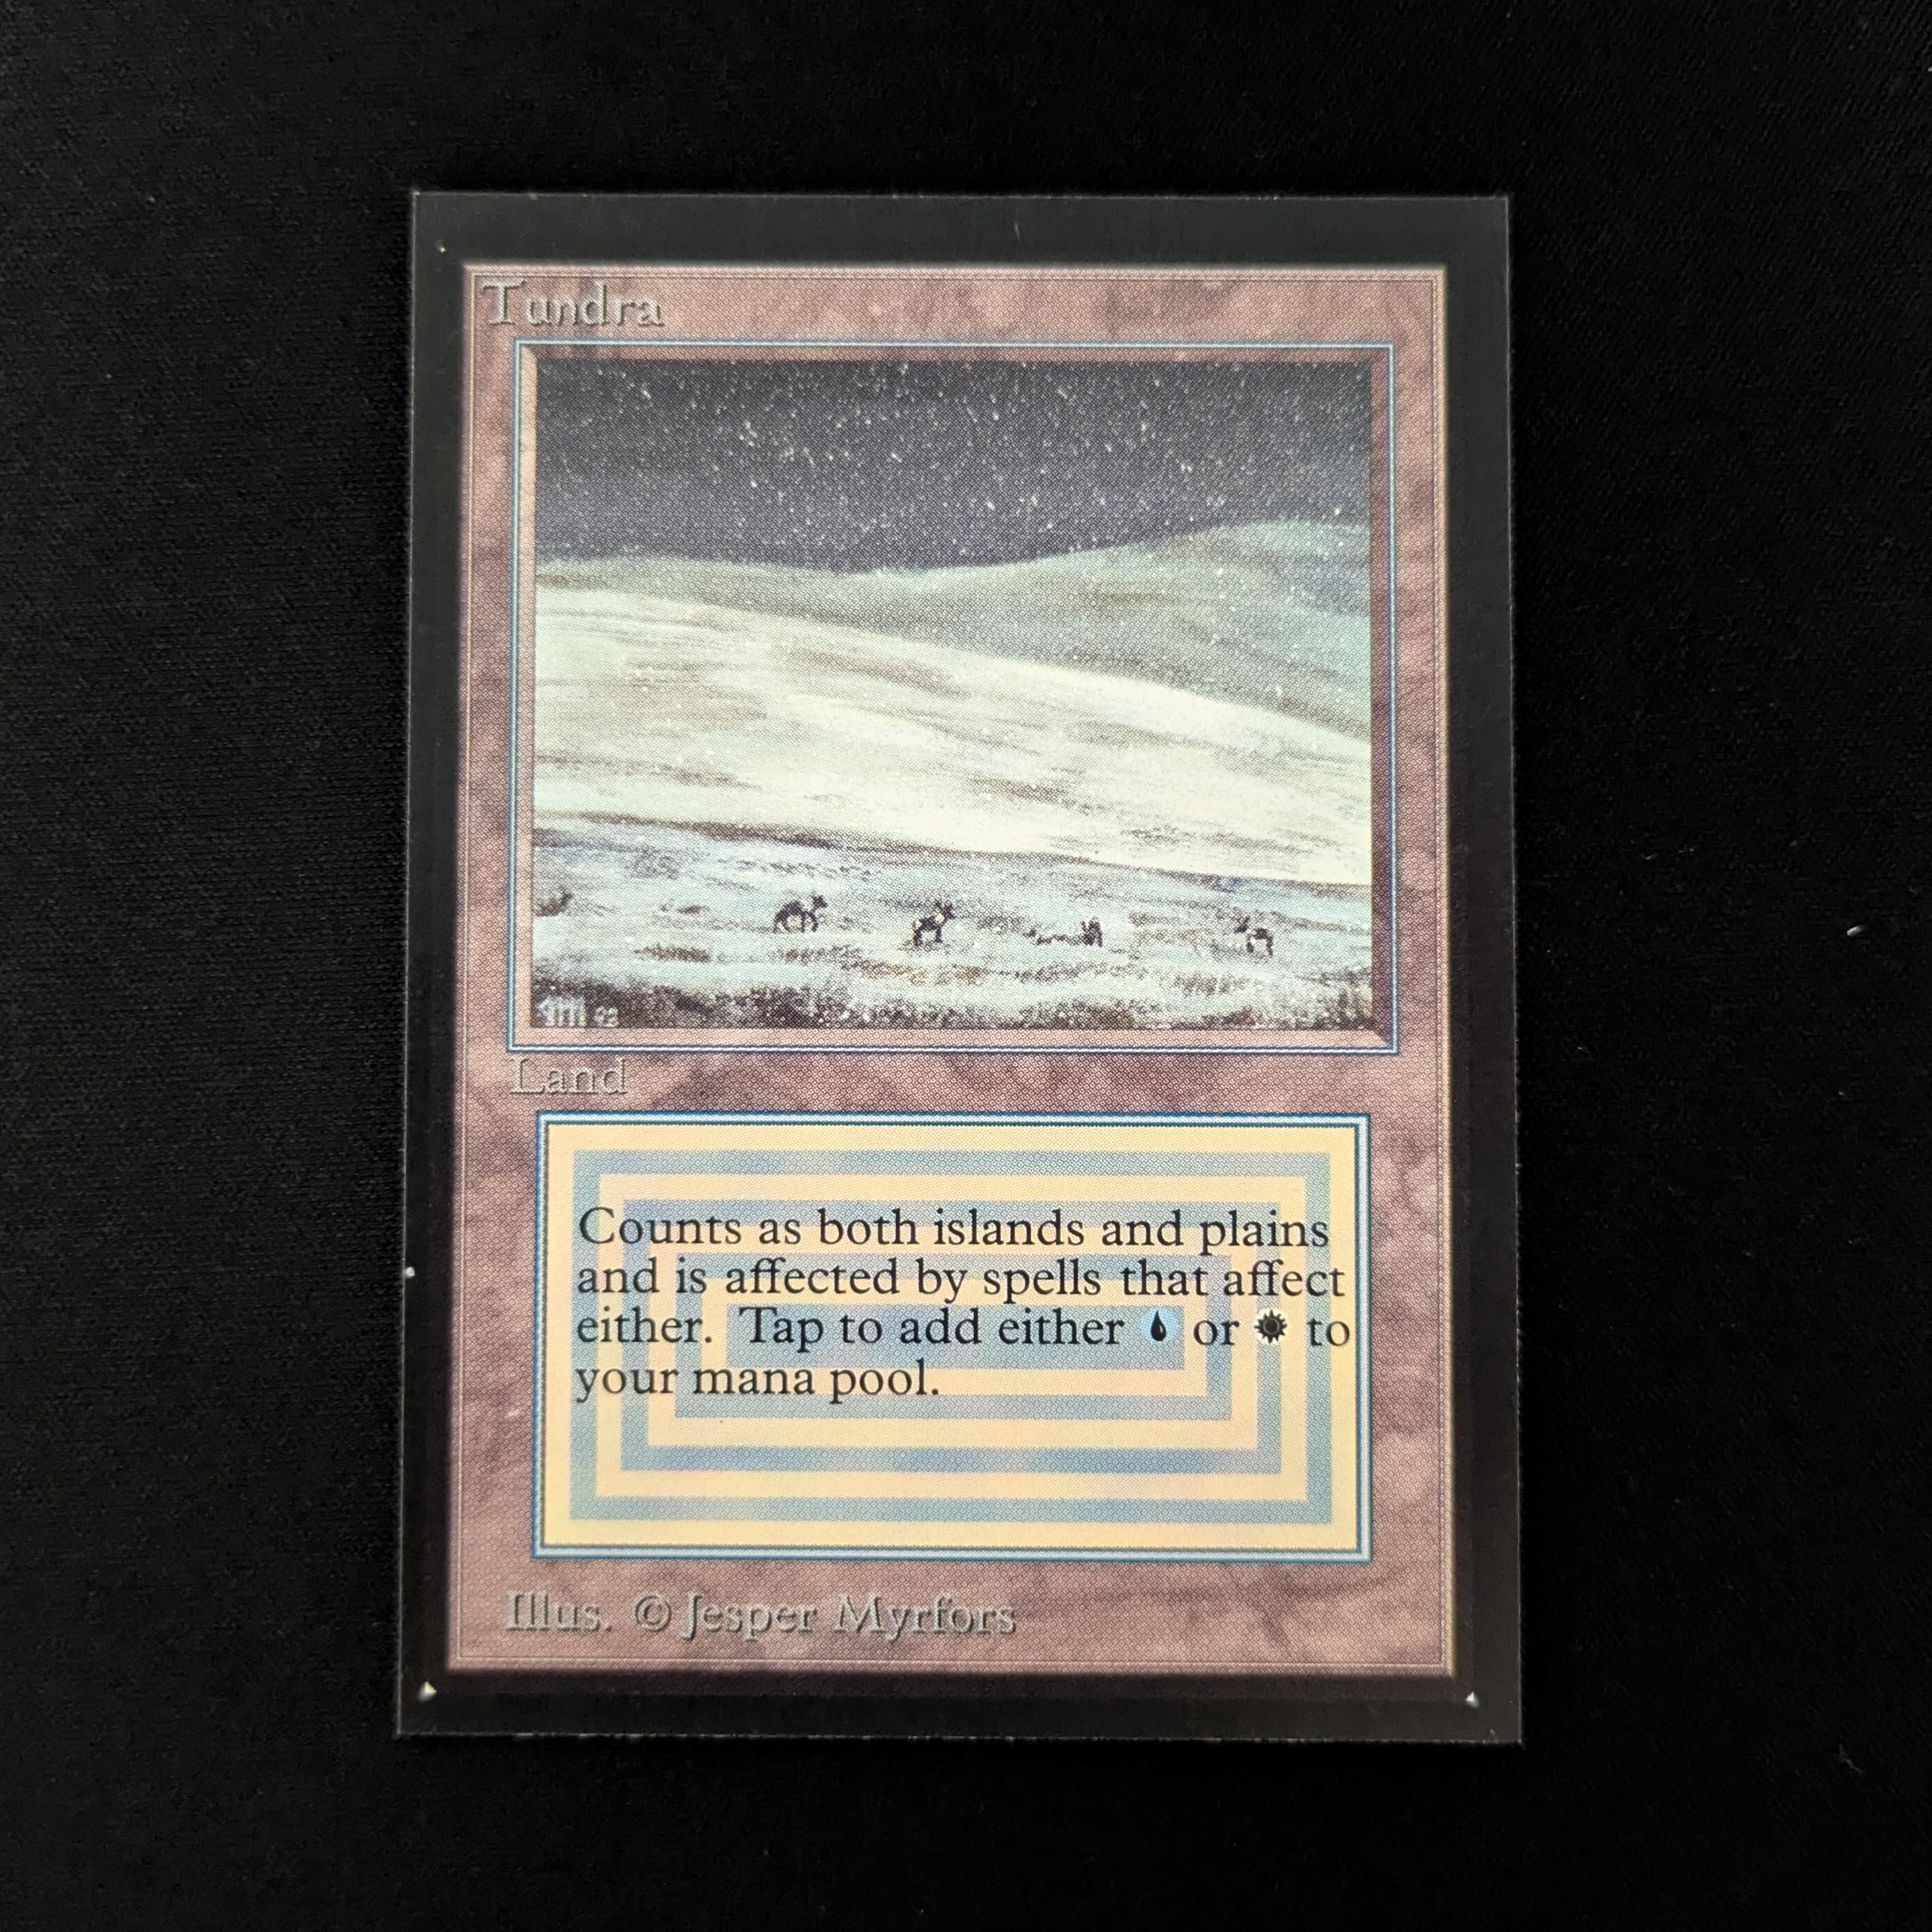 Tundra
Land
Counts as both islands and plains
and is affected by spells that affect
either. Tap to add either or to
your mana pool.
Illus. © Jesper Myrfors